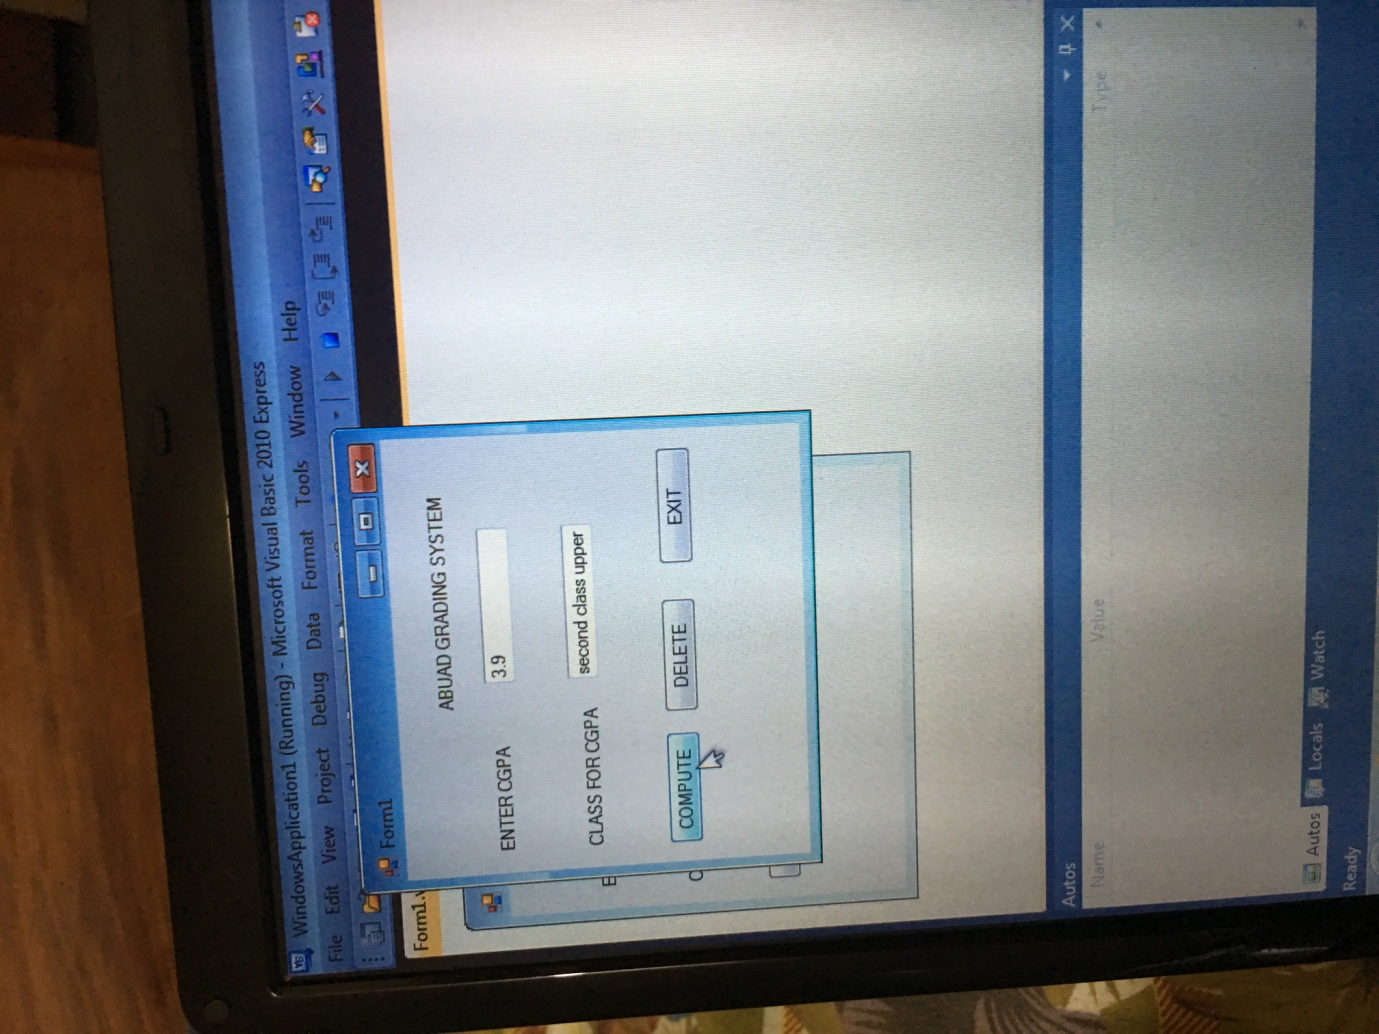 WindowsApplication1 (Running) - Microsoft Visual Basic 2010 Express
File Edit View Project Debug Data Format Tools Window Help
Form1
Form1.
ABUAD GRADING SYSTEM
ENTER CGPA 3.9
CLASS FOR CGPA second class upper
COMPUTE DELETE EXIT
E
C
Autos
Name Value Type
Autos Locals Watch
Ready